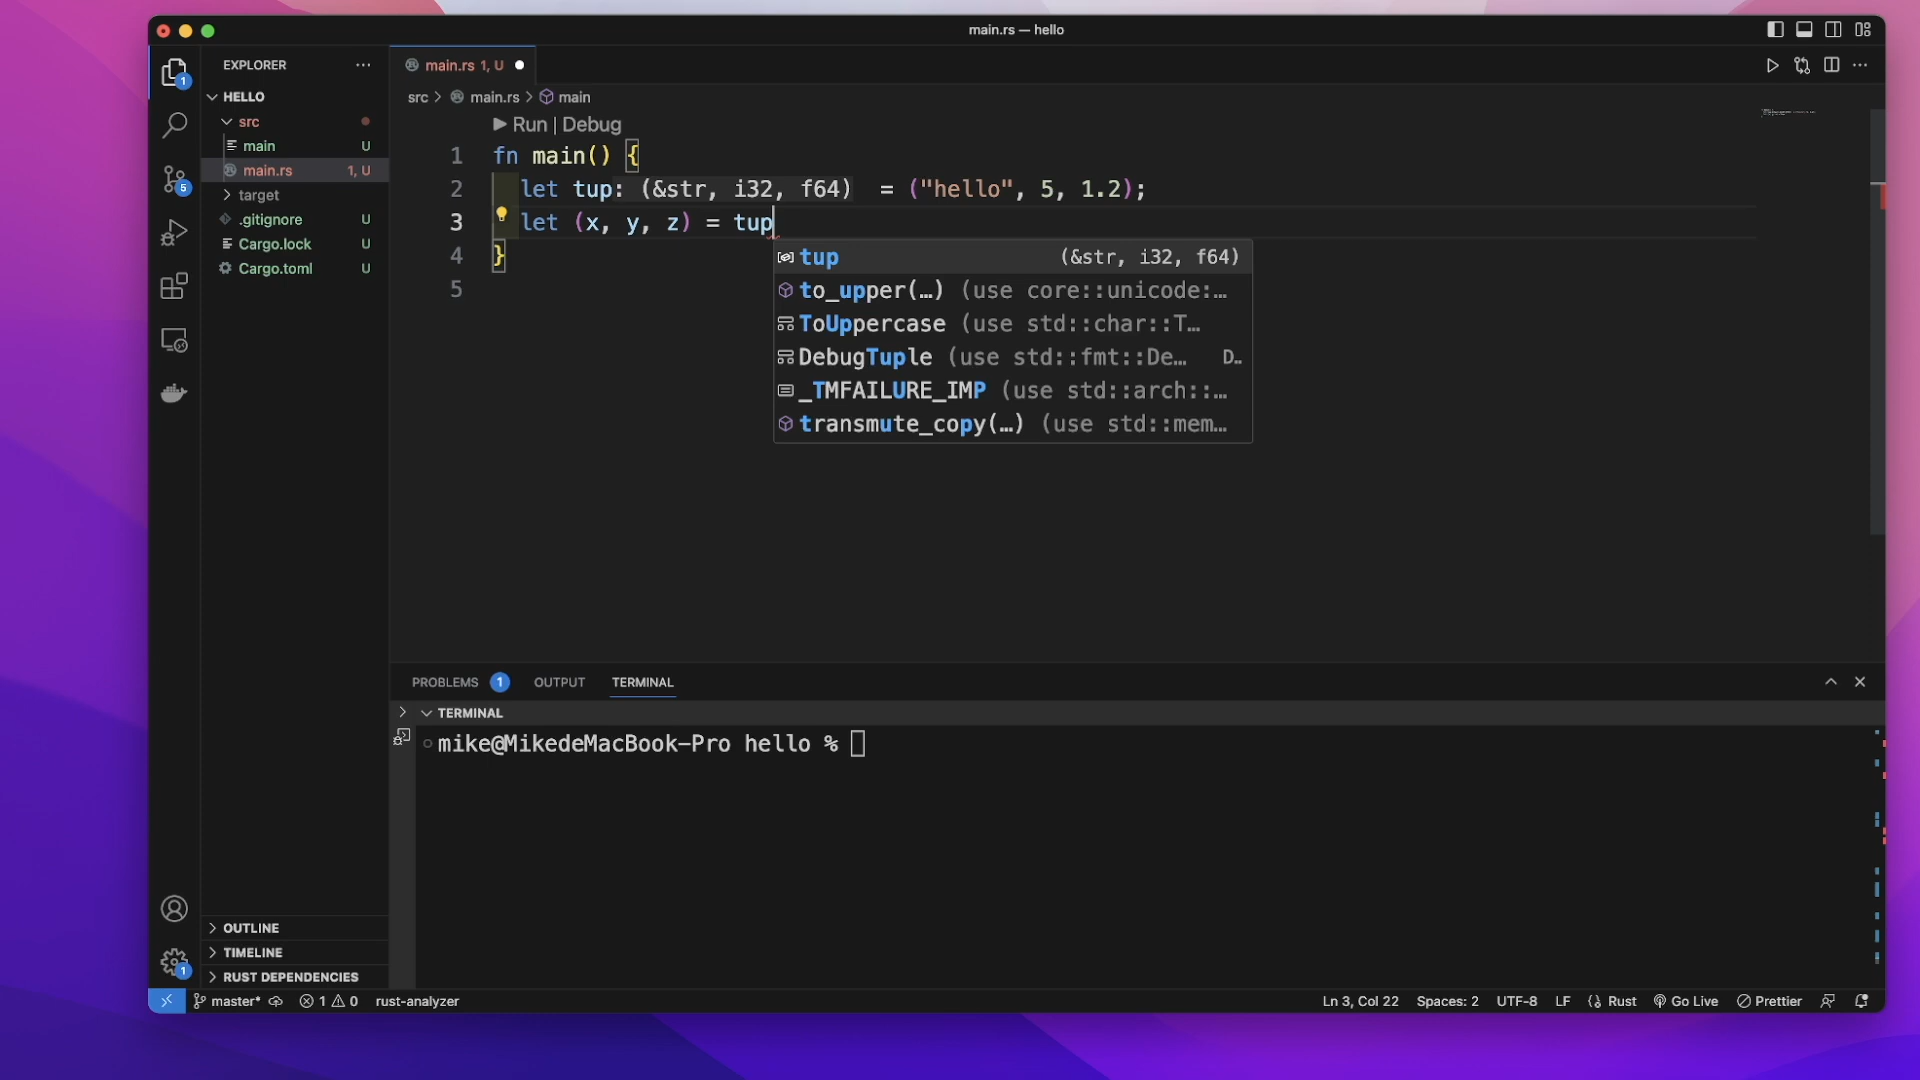 main.rs — hello
EXPLORER
main.rs 1, U
HELLO
src
main U
main.rs 1, U
target
.gitignore U
Cargo.lock U
Cargo.toml U
OUTLINE
TIMELINE
RUST DEPENDENCIES
src > main.rs > main
Run | Debug
1 fn main() {
2 let tup: (&str, i32, f64) = ("hello", 5, 1.2);
3 let (x, y, z) = tup
4 }
5
tup (&str, i32, f64)
to_upper(…) (use core::unicode:…
ToUppercase (use std::char::T…
DebugTuple (use std::fmt::De… D..
_TMFAILURE_IMP (use std::arch::…
transmute_copy(…) (use std::mem…
PROBLEMS 1 OUTPUT TERMINAL
TERMINAL
mike@MikedeMacBook-Pro hello %
1
5
1
master* 1 0 rust-analyzer Ln 3, Col 22 Spaces: 2 UTF-8 LF Rust Go Live Prettier